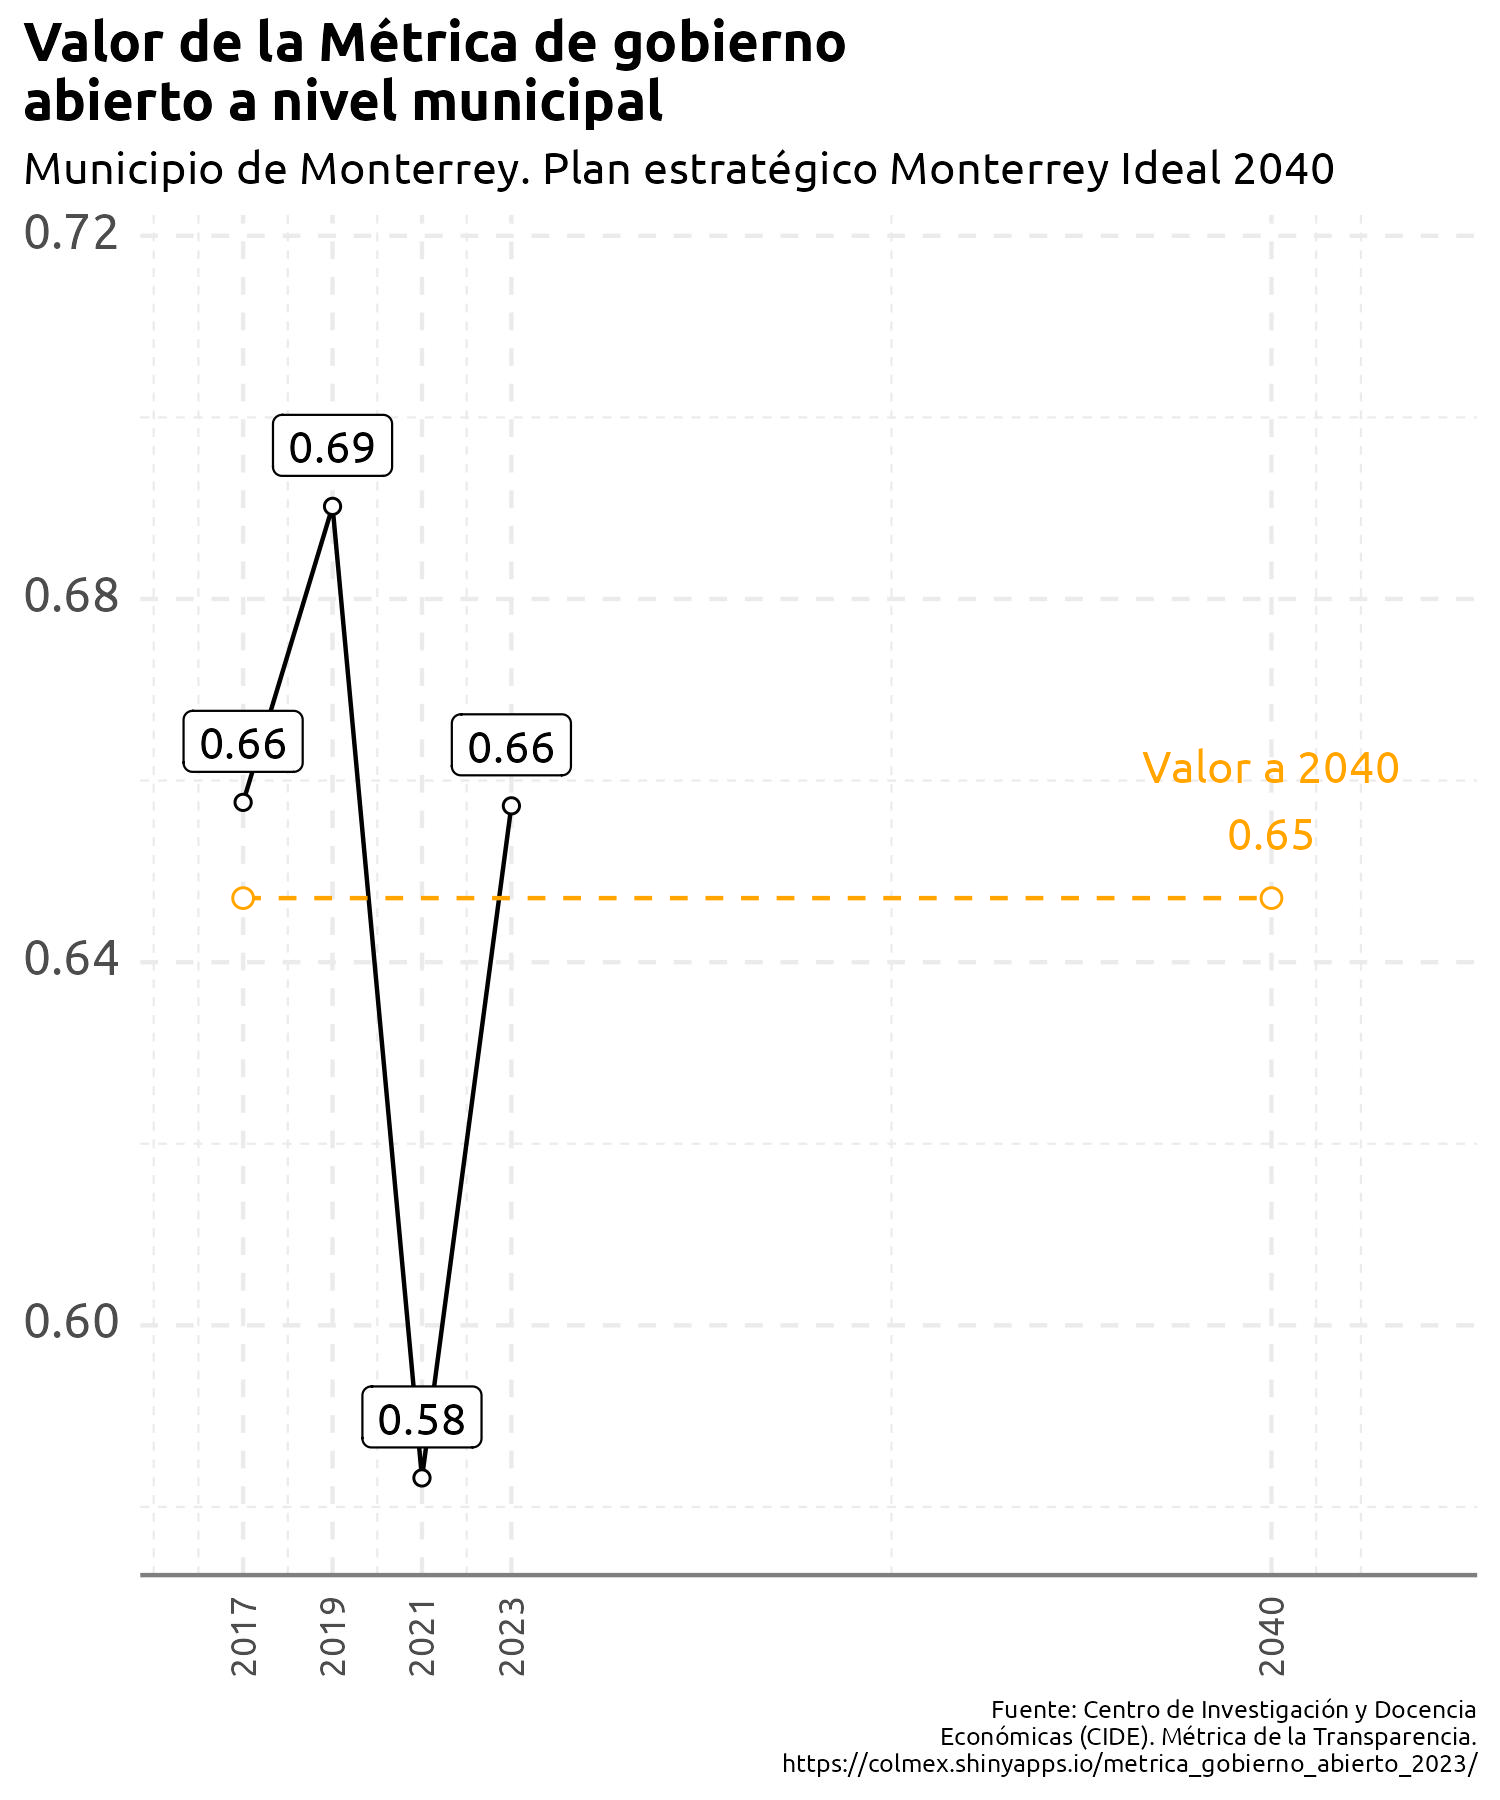 Valor de la Métrica de gobierno
abierto a nivel municipal
Municipio de Monterrey. Plan estratégico Monterrey Ideal 2040
0.72
0.69
0.68
0.66
0.66
Valor a 2040
0.65
0.64
0.60
0.58
2017
2019
2021
2023
2040
Fuente: Centro de Investigación y Docencia
Económicas (CIDE). Métrica de la Transparencia.
https://colmex.shinyapps.io/metrica_gobierno_abierto_2023/